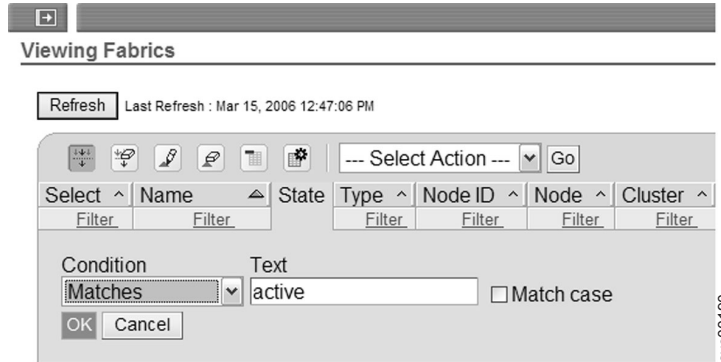 Viewing Fabrics
Refresh Last Refresh : Mar 15, 2006 12:47:06 PM
--- Select Action --- Go
Select Name State Type Node ID Node Cluster
Filter Filter Filter Filter Filter Filter
Condition Text
Matches active Match case
OK Cancel